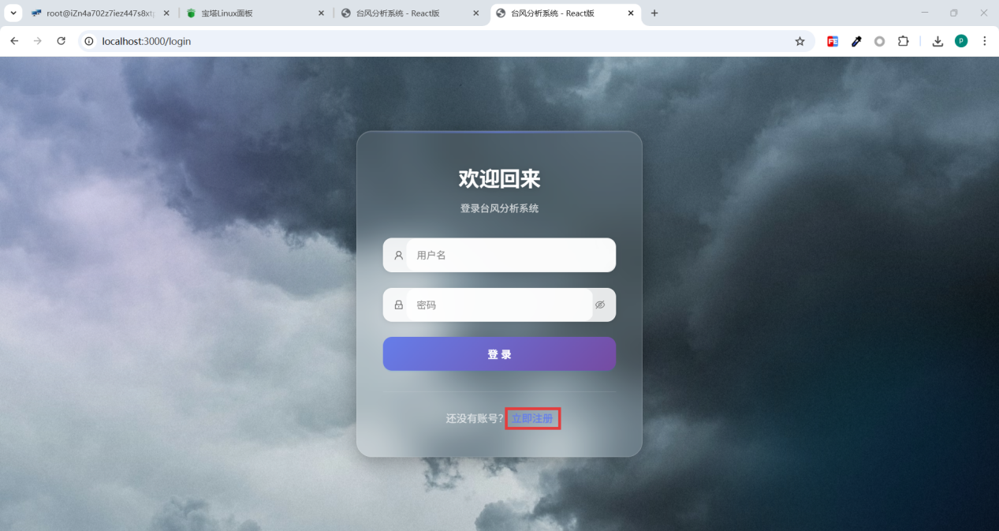 root@iZn4a702z7iez447s8xt
宝塔Linux面板
台风分析系统 - React版
台风分析系统 - React版
localhost:3000/login
P
欢迎回来
登录台风分析系统
用户名
密码
登 录
还没有账号? 立即注册